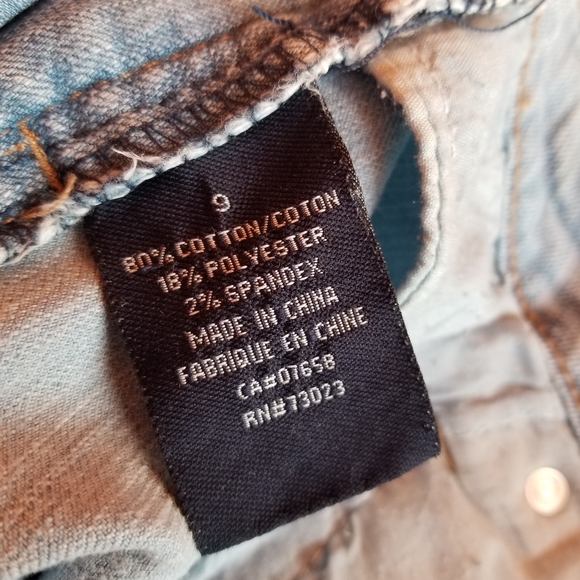 9
80% COTTON/COTON
18% POLYESTER
2% SPANDEX
MADE IN CHINA
FABRIQUE EN CHINE
CA#07658
RN#73023